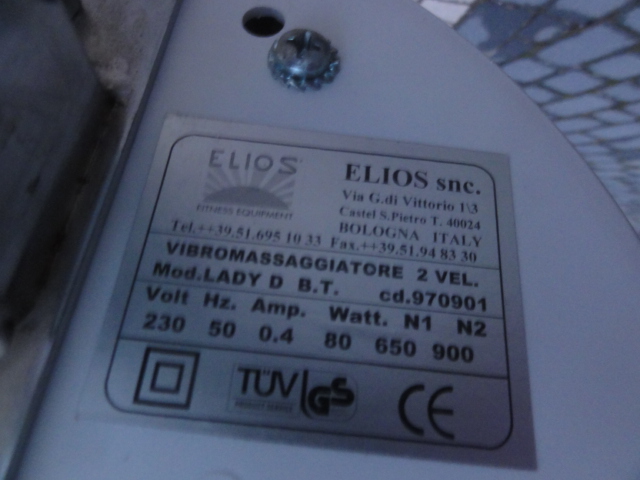 ELIOS
FITNESS EQUIPMENT
ELIOS snc.
Via G.di Vittorio 1\3
Castel S.Pietro T. 40024
BOLOGNA ITALY
Tel.++39.51.695 10 33 Fax.++39.51.94 83 30
VIBROMASSAGGIATORE 2 VEL.
Mod.LADY D B.T. cd.970901
Volt Hz. Amp. Watt. N1 N2
230 50 0.4 80 650 900
TÜV GS
PRODUCT SERVICE
CE